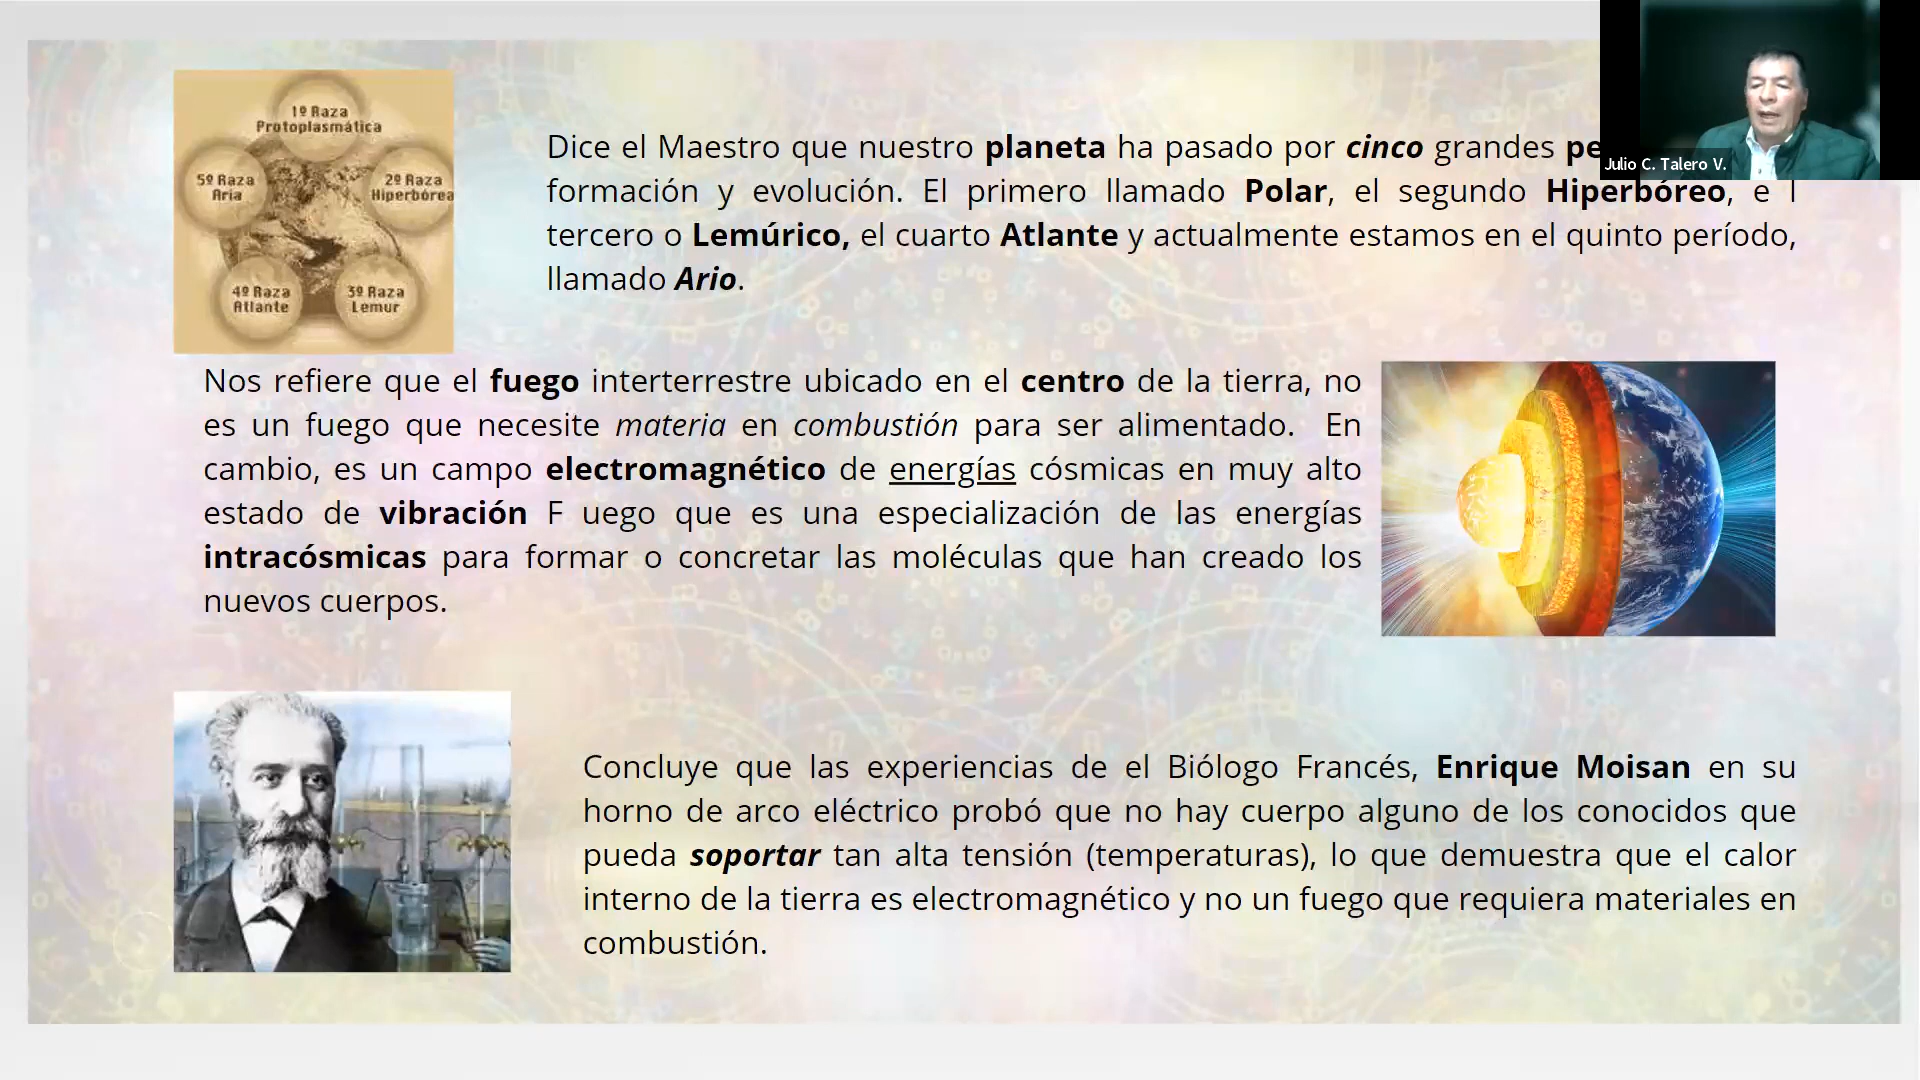 1º Raza
Protoplasmática
5º Raza
Aria
2º Raza
Hiperbórea
4º Raza
Atlante
3º Raza
Lemur
Julio C. Talero V.
Dice el Maestro que nuestro planeta ha pasado por cinco grandes
formación y evolución. El primero llamado Polar, el segundo Hiperbóreo, e l
tercero o Lemúrico, el cuarto Atlante y actualmente estamos en el quinto período,
llamado Ario.
Nos refiere que el fuego interterrestre ubicado en el centro de la tierra, no
es un fuego que necesite materia en combustión para ser alimentado. En
cambio, es un campo electromagnético de energías cósmicas en muy alto
estado de vibración F uego que es una especialización de las energías
intracósmicas para formar o concretar las moléculas que han creado los
nuevos cuerpos.
Concluye que las experiencias de el Biólogo Francés, Enrique Moisan en su
horno de arco eléctrico probó que no hay cuerpo alguno de los conocidos que
pueda soportar tan alta tensión (temperaturas), lo que demuestra que el calor
interno de la tierra es electromagnético y no un fuego que requiera materiales en
combustión.